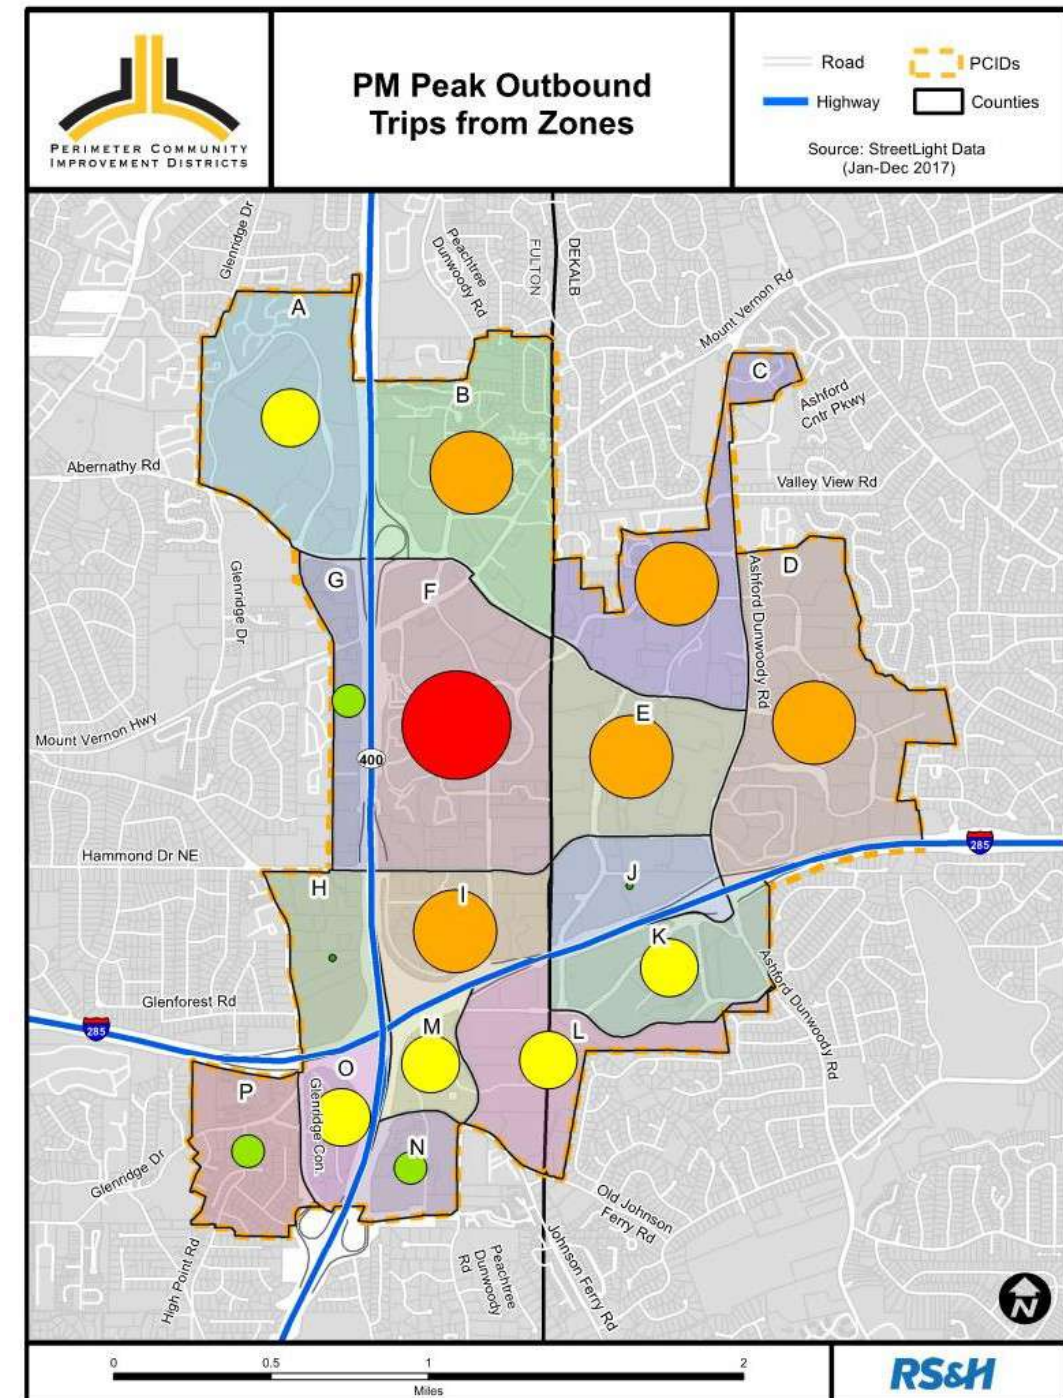 PERIMETER COMMUNITY
IMPROVEMENT DISTRICTS
PM Peak Outbound
Trips from Zones
Road
PCIDs
Highway
Counties
Source: StreetLight Data
(Jan-Dec 2017)
Glenridge Dr
Peachtree
Dunwoody Rd
FULTON
DEKALB
Mount Vernon Rd
A
B
C
Ashford
Cntr Pkwy
Abernathy Rd
Valley View Rd
Glenridge Dr
G
F
Ashford Dunwoody Rd
D
Mount Vernon Hwy
E
400
Hammond Dr NE
285
H
I
J
K
Glenforest Rd
Ashford Dunwoody Rd
285
M
L
O
P
Glenridge Con.
N
Glenridge Dr
Old Johnson
Ferry Rd
High Point Rd
Peachtree
Dunwoody
Rd
Johnson Ferry Rd
N
0
0.5
1
2
Miles
RS&H